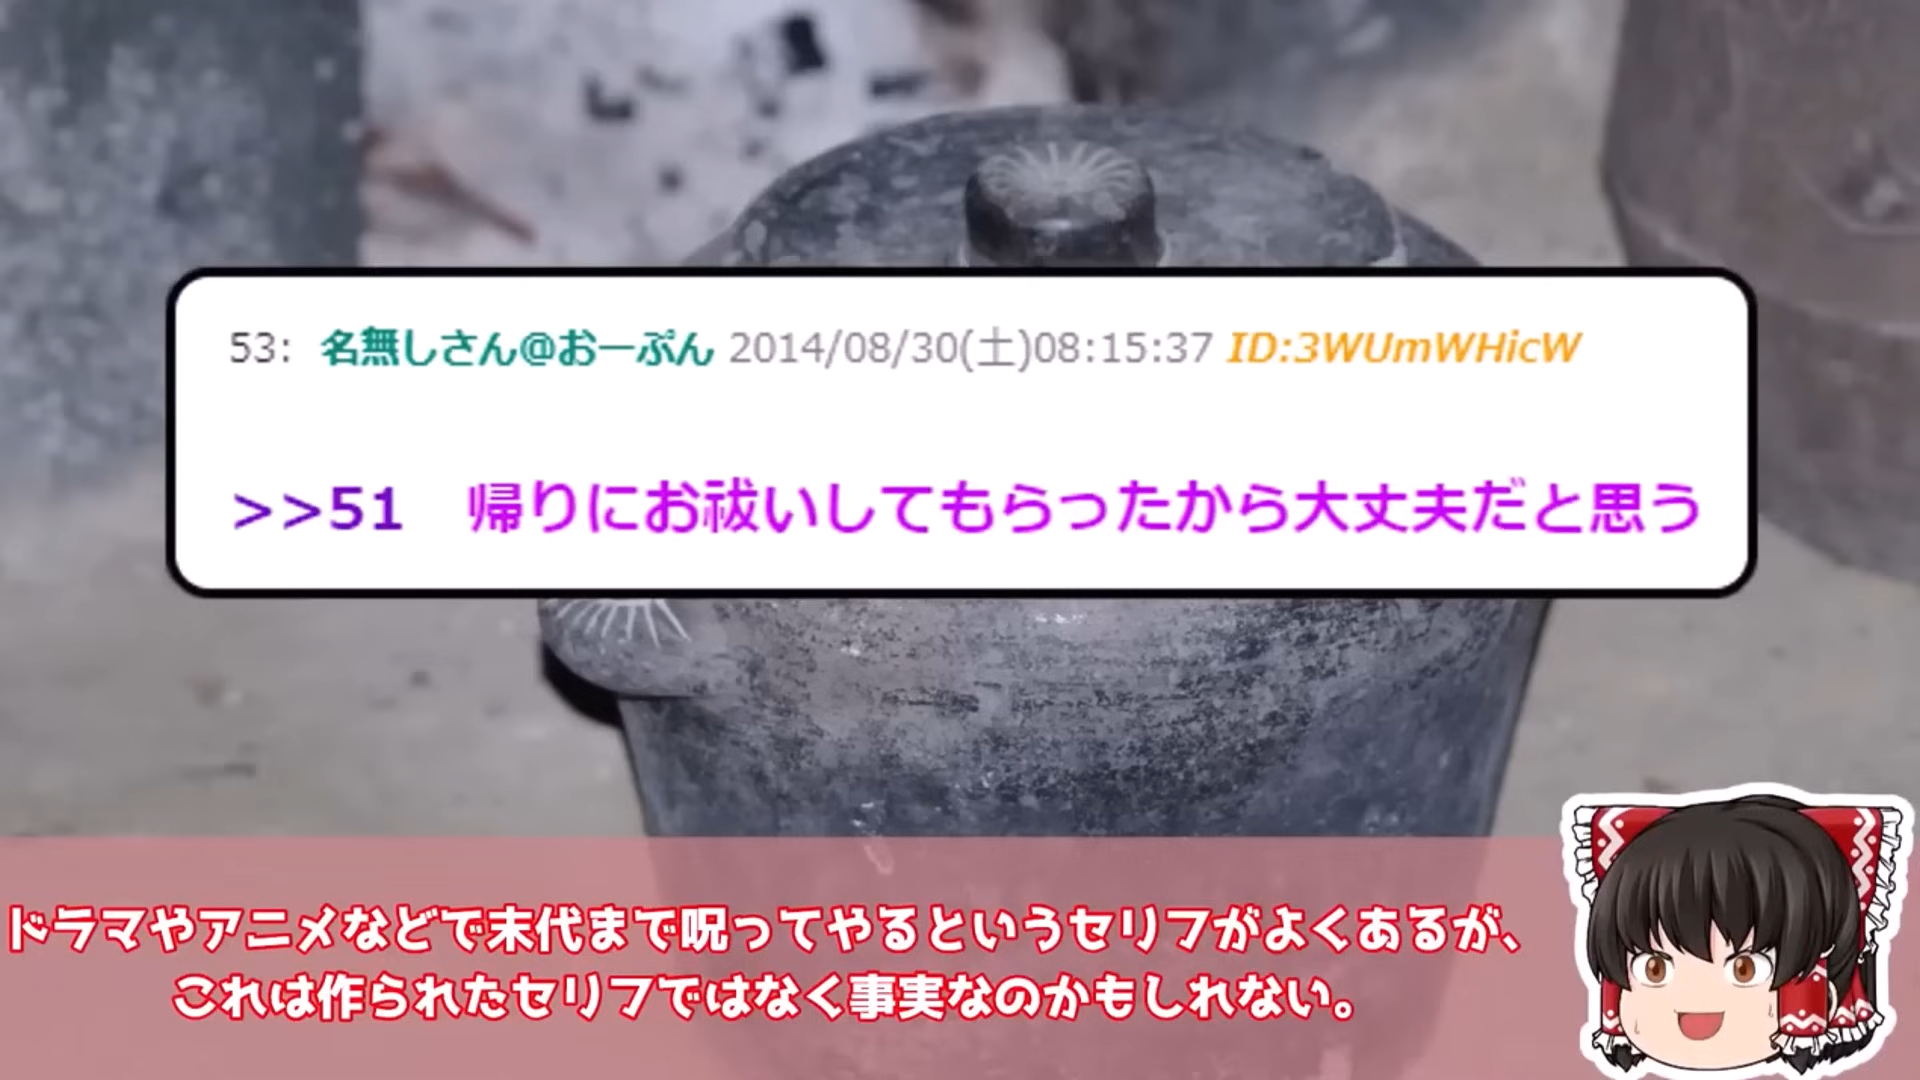 53: 名無しさん@おーぷん 2014/08/30(土)08:15:37 ID:3WUmWHicW
>>51 帰りにお祓いしてもらったから大丈夫だと思う
ドラマやアニメなどで末代まで呪ってやるというセリフがよくあるが、
これは作られたセリフではなく事実なのかもしれない。